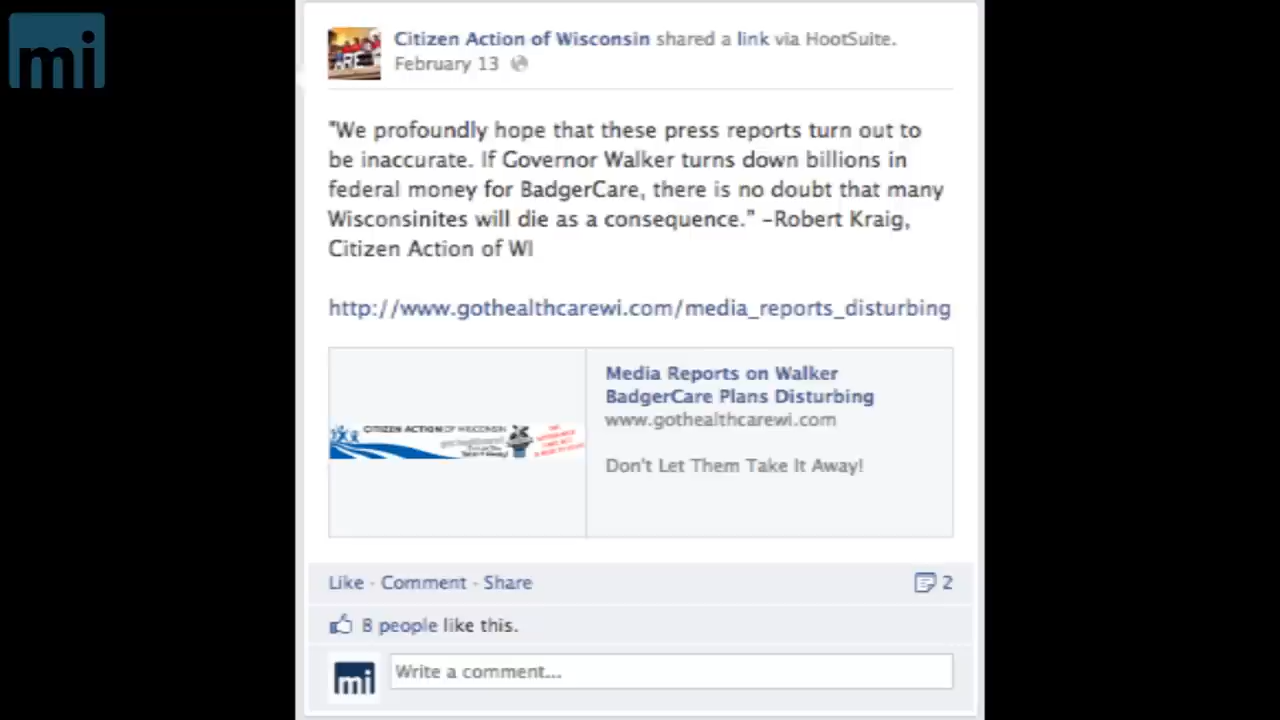 mi
Citizen Action of Wisconsin shared a link via HootSuite.
February 13
"We profoundly hope that these press reports turn out to
be inaccurate. If Governor Walker turns down billions in
federal money for BadgerCare, there is no doubt that many
Wisconsinites will die as a consequence." -Robert Kraig,
Citizen Action of WI
http://www.gothealthcarewi.com/media_reports_disturbing
CITIZEN ACTION OF WISCONSIN
Media Reports on Walker
BadgerCare Plans Disturbing
www.gothealthcarewi.com
Don't Let Them Take It Away!
Like · Comment · Share
2
8 people like this.
mi
Write a comment...